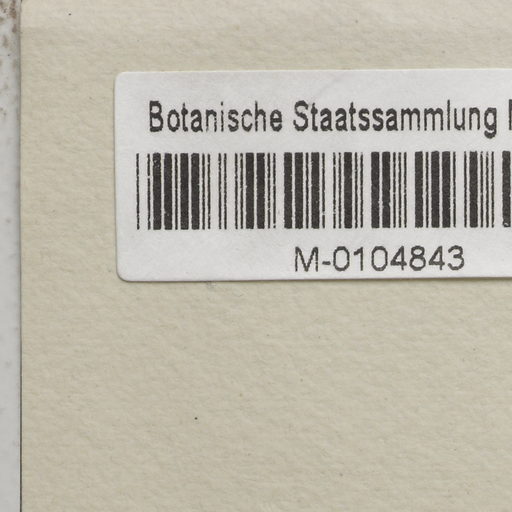 Botanische Staatssammlung
M-0104843